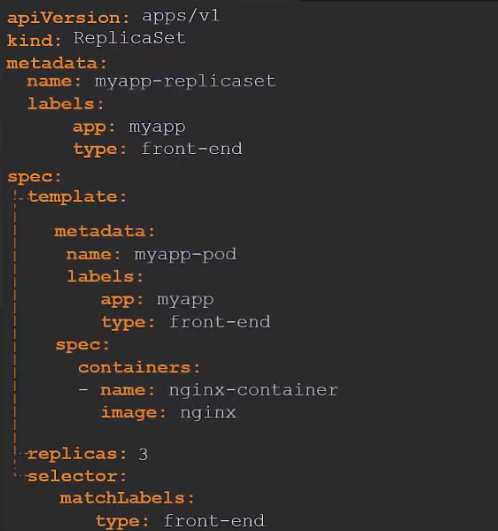 apiVersion: apps/v1
kind: ReplicaSet
metadata:
  name: myapp-replicaset
  labels:
      app: myapp
      type: front-end
spec:
  template:
    metadata:
     name: myapp-pod
     labels:
        app: myapp
        type: front-end
    spec:
      containers:
      - name: nginx-container
        image: nginx
  replicas: 3
  selector:
     matchLabels:
        type: front-end